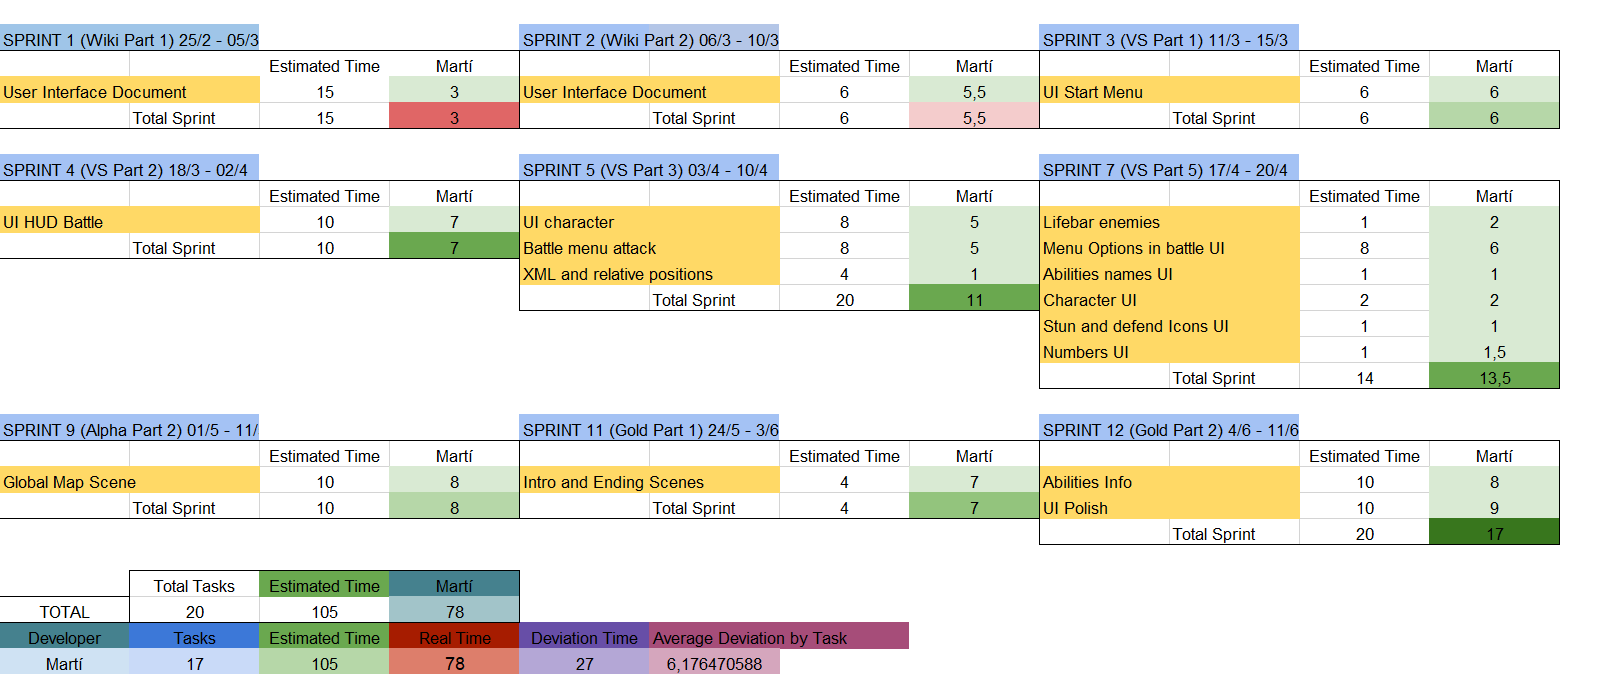 SPRINT 1 (Wiki Part 1) 25/2 - 05/3 SPRINT 2 (Wiki Part 2) 06/3 - 10/3 SPRINT 3 (VS Part 1) 11/3 - 15/3
Estimated Time Martí Estimated Time Martí Estimated Time Martí
User Interface Document 15 3 User Interface Document 6 5,5 UI Start Menu 6 6
Total Sprint 15 3 Total Sprint 6 5,5 Total Sprint 6 6
SPRINT 4 (VS Part 2) 18/3 - 02/4 SPRINT 5 (VS Part 3) 03/4 - 10/4 SPRINT 7 (VS Part 5) 17/4 - 20/4
Estimated Time Martí Estimated Time Martí Estimated Time Martí
UI HUD Battle 10 7 UI character 8 5 Lifebar enemies 1 2
Total Sprint 10 7 Battle menu attack 8 5 Menu Options in battle UI 8 6
XML and relative positions 4 1 Abilities names UI 1 1
Total Sprint 20 11 Character UI 2 2
Stun and defend Icons UI 1 1
Numbers UI 1 1,5
Total Sprint 14 13,5
SPRINT 9 (Alpha Part 2) 01/5 - 11/ SPRINT 11 (Gold Part 1) 24/5 - 3/6 SPRINT 12 (Gold Part 2) 4/6 - 11/6
Estimated Time Martí Estimated Time Martí Estimated Time Martí
Global Map Scene 10 8 Intro and Ending Scenes 4 7 Abilities Info 10 8
Total Sprint 10 8 Total Sprint 4 7 UI Polish 10 9
Total Sprint 20 17
Total Tasks Estimated Time Martí
TOTAL 20 105 78
Developer Tasks Estimated Time Real Time Deviation Time Average Deviation by Task
Martí 17 105 78 27 6,176470588